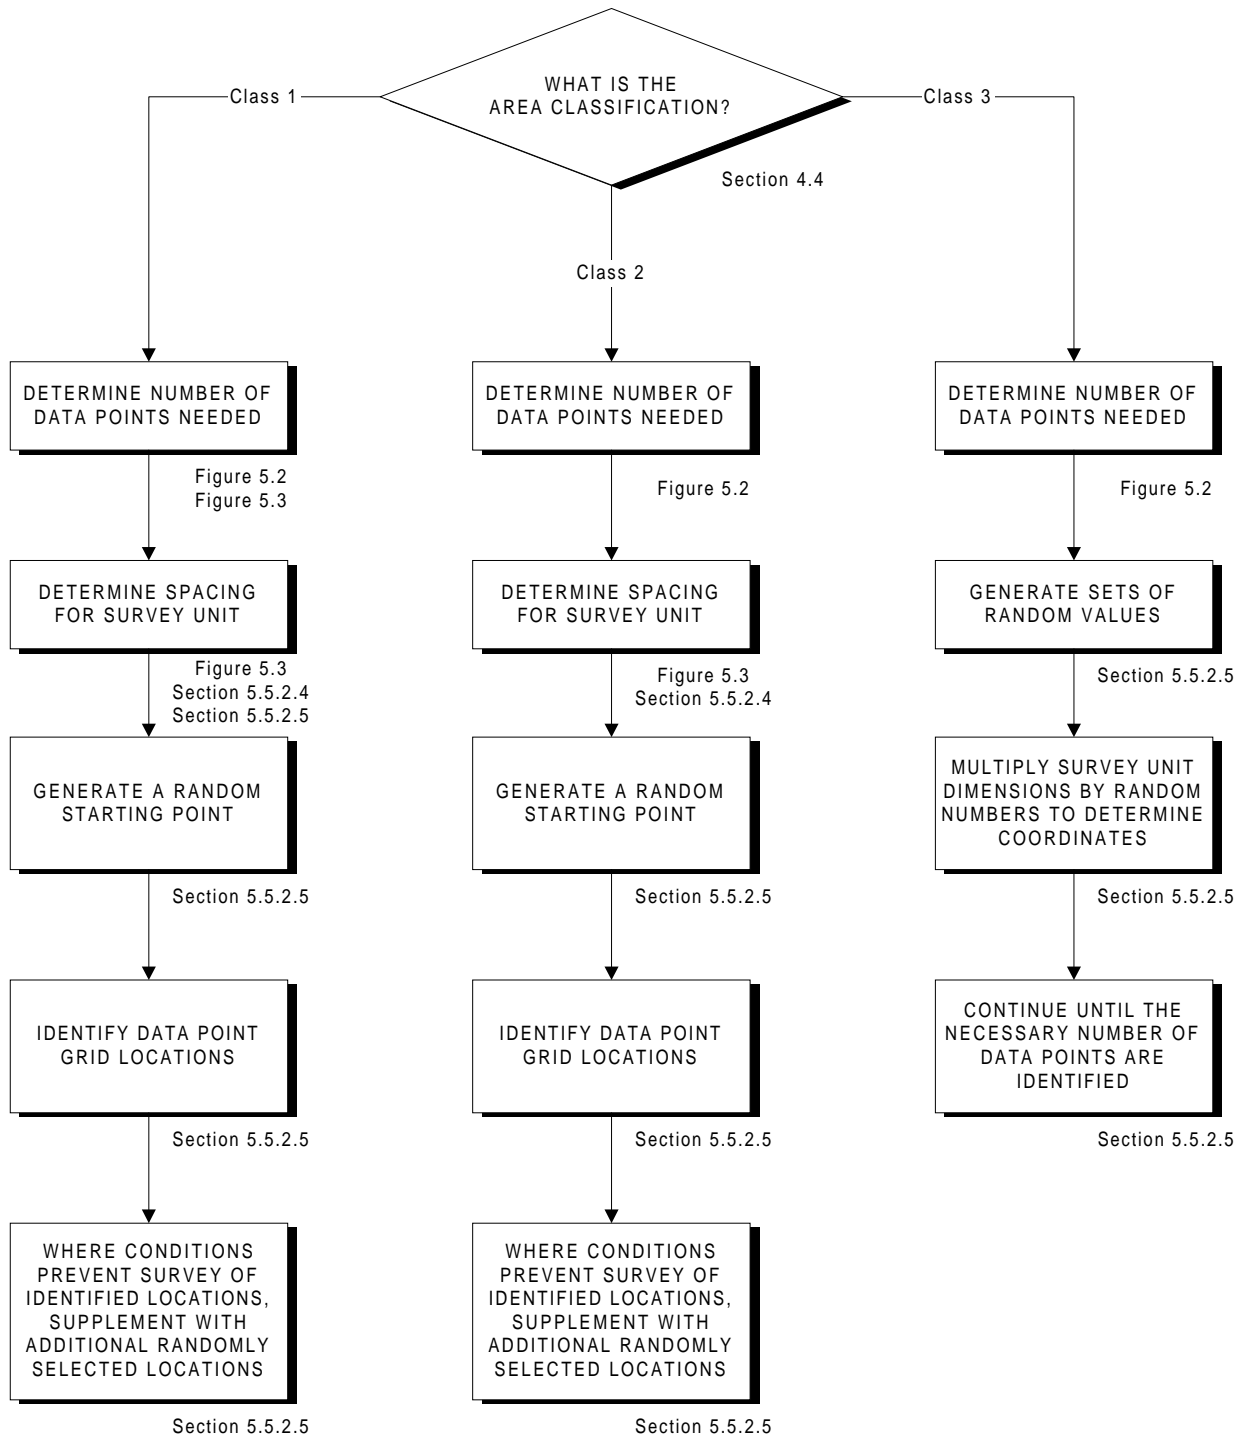 WHAT IS THE
AREA CLASSIFICATION?
Class 1
Class 3
Section 4.4
Class 2
DETERMINE NUMBER OF
DATA POINTS NEEDED
Figure 5.2
Figure 5.3
DETERMINE SPACING
FOR SURVEY UNIT
Figure 5.3
Section 5.5.2.4
Section 5.5.2.5
GENERATE A RANDOM
STARTING POINT
Section 5.5.2.5
IDENTIFY DATA POINT
GRID LOCATIONS
Section 5.5.2.5
WHERE CONDITIONS
PREVENT SURVEY OF
IDENTIFIED LOCATIONS,
SUPPLEMENT WITH
ADDITIONAL RANDOMLY
SELECTED LOCATIONS
Section 5.5.2.5
DETERMINE NUMBER OF
DATA POINTS NEEDED
Figure 5.2
DETERMINE SPACING
FOR SURVEY UNIT
Figure 5.3
Section 5.5.2.4
GENERATE A RANDOM
STARTING POINT
Section 5.5.2.5
IDENTIFY DATA POINT
GRID LOCATIONS
Section 5.5.2.5
WHERE CONDITIONS
PREVENT SURVEY OF
IDENTIFIED LOCATIONS,
SUPPLEMENT WITH
ADDITIONAL RANDOMLY
SELECTED LOCATIONS
Section 5.5.2.5
DETERMINE NUMBER OF
DATA POINTS NEEDED
Figure 5.2
GENERATE SETS OF
RANDOM VALUES
Section 5.5.2.5
MULTIPLY SURVEY UNIT
DIMENSIONS BY RANDOM
NUMBERS TO DETERMINE
COORDINATES
Section 5.5.2.5
CONTINUE UNTIL THE
NECESSARY NUMBER OF
DATA POINTS ARE
IDENTIFIED
Section 5.5.2.5